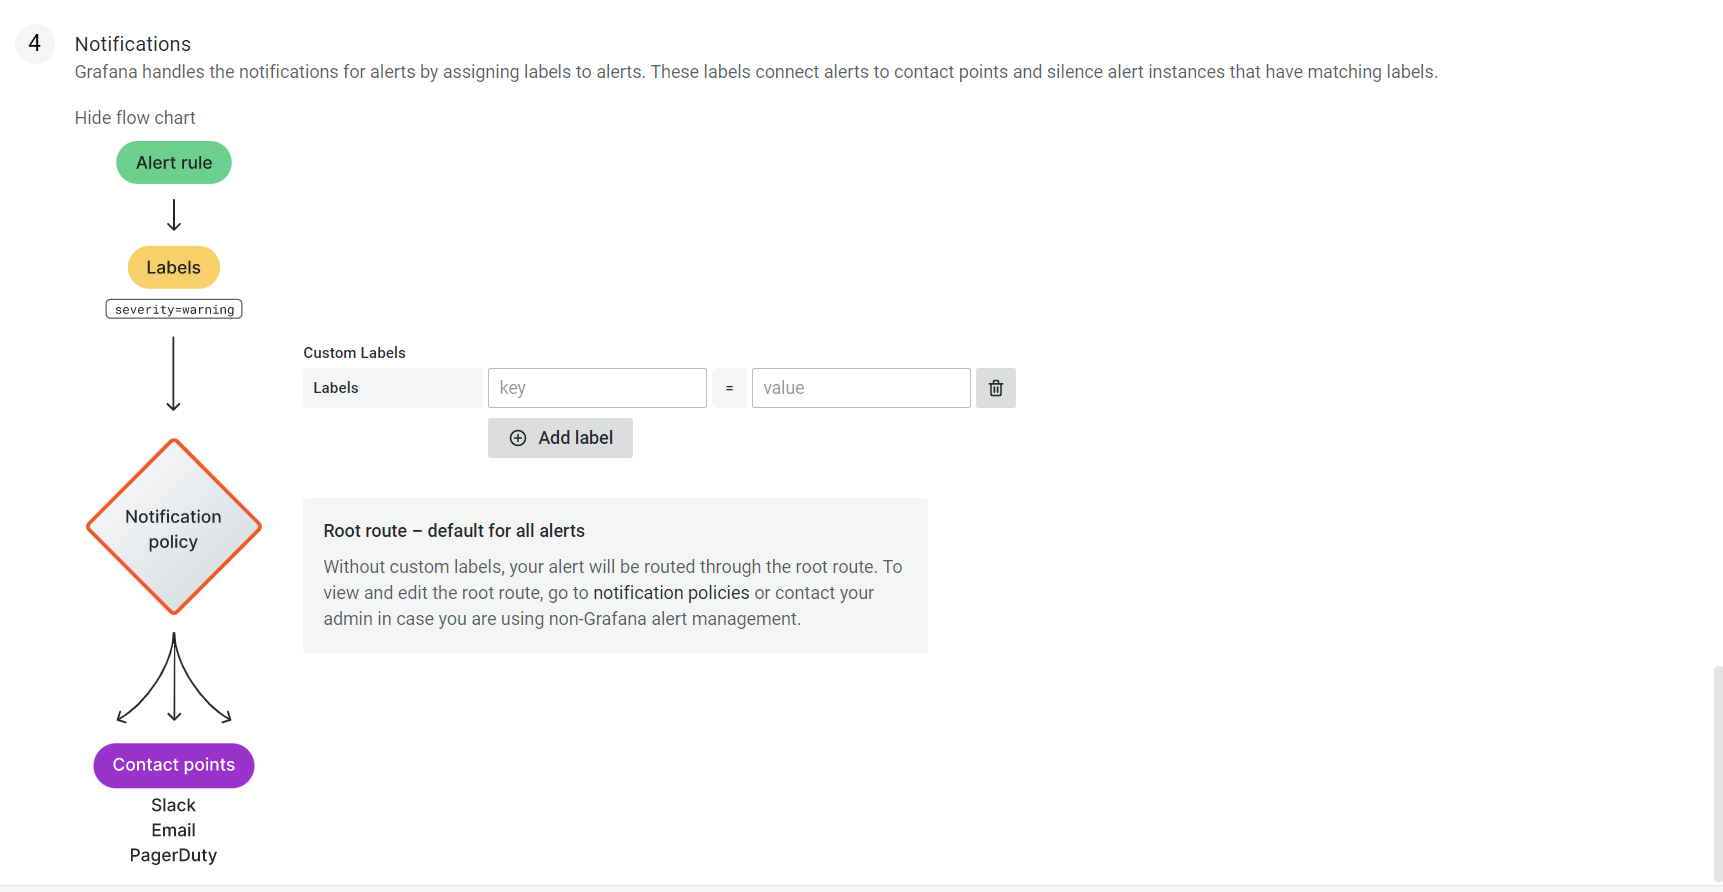 4
Notifications
Grafana handles the notifications for alerts by assigning labels to alerts. These labels connect alerts to contact points and silence alert instances that have matching labels.
Hide flow chart
Alert rule
Labels
severity=warning
Custom Labels
Labels key = value
Add label
Notification
policy
Root route – default for all alerts
Without custom labels, your alert will be routed through the root route. To
view and edit the root route, go to notification policies or contact your
admin in case you are using non-Grafana alert management.
Contact points
Slack
Email
PagerDuty